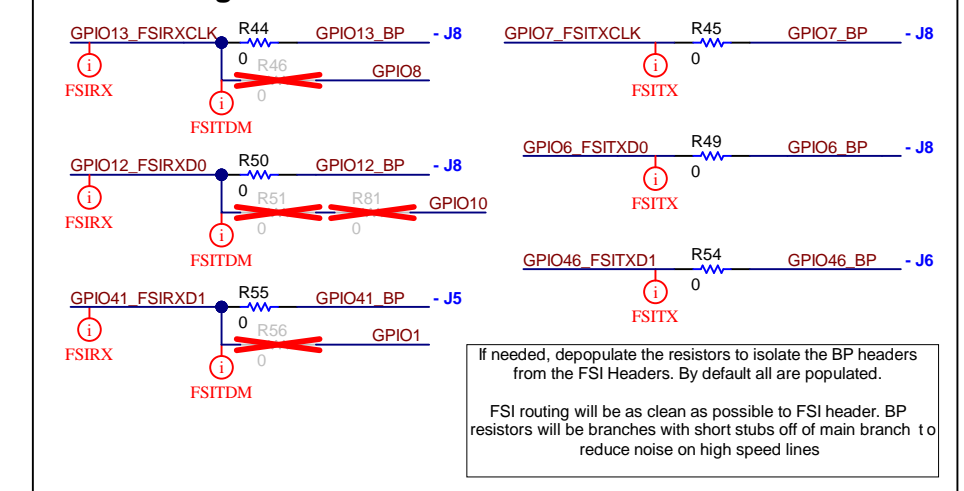 GPIO13_FSIRXCLK R44 GPIO13_BP - J8
0
R46 GPIO8
0
FSIRX
FSITDM
GPIO12_FSIRXD0 R50 GPIO12_BP - J8
0
R51 R81 GPIO10
0 0
FSIRX
FSITDM
GPIO41_FSIRXD1 R55 GPIO41_BP - J5
0
R56 GPIO1
0
FSIRX
FSITDM
GPIO7_FSITXCLK R45 GPIO7_BP - J8
0
FSITX
GPIO6_FSITXD0 R49 GPIO6_BP - J8
0
FSITX
GPIO46_FSITXD1 R54 GPIO46_BP - J6
0
FSITX
If needed, depopulate the resistors to isolate the BP headers
from the FSI Headers. By default all are populated.
FSI routing will be as clean as possible to FSI header. BP
resistors will be branches with short stubs off of main branch to
reduce noise on high speed lines